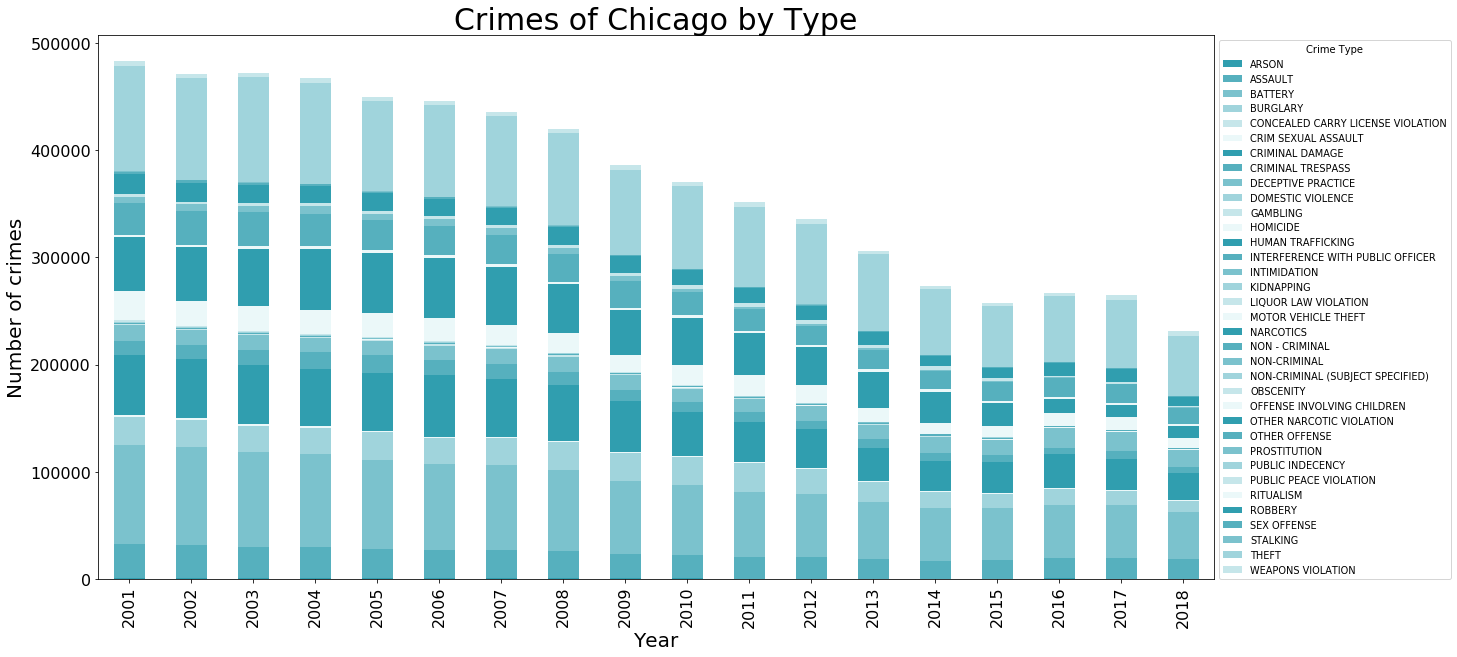 Crimes of Chicago by Type
Number of crimes
500000
400000
300000
200000
100000
0
2001 2002 2003 2004 2005 2006 2007 2008 2009 2010 2011 2012 2013 2014 2015 2016 2017 2018
Year
Crime Type
ARSON
ASSAULT
BATTERY
BURGLARY
CONCEALED CARRY LICENSE VIOLATION
CRIM SEXUAL ASSAULT
CRIMINAL DAMAGE
CRIMINAL TRESPASS
DECEPTIVE PRACTICE
DOMESTIC VIOLENCE
GAMBLING
HOMICIDE
HUMAN TRAFFICKING
INTERFERENCE WITH PUBLIC OFFICER
INTIMIDATION
KIDNAPPING
LIQUOR LAW VIOLATION
MOTOR VEHICLE THEFT
NARCOTICS
NON - CRIMINAL
NON-CRIMINAL
NON-CRIMINAL (SUBJECT SPECIFIED)
OBSCENITY
OFFENSE INVOLVING CHILDREN
OTHER NARCOTIC VIOLATION
OTHER OFFENSE
PROSTITUTION
PUBLIC INDECENCY
PUBLIC PEACE VIOLATION
RITUALISM
ROBBERY
SEX OFFENSE
STALKING
THEFT
WEAPONS VIOLATION